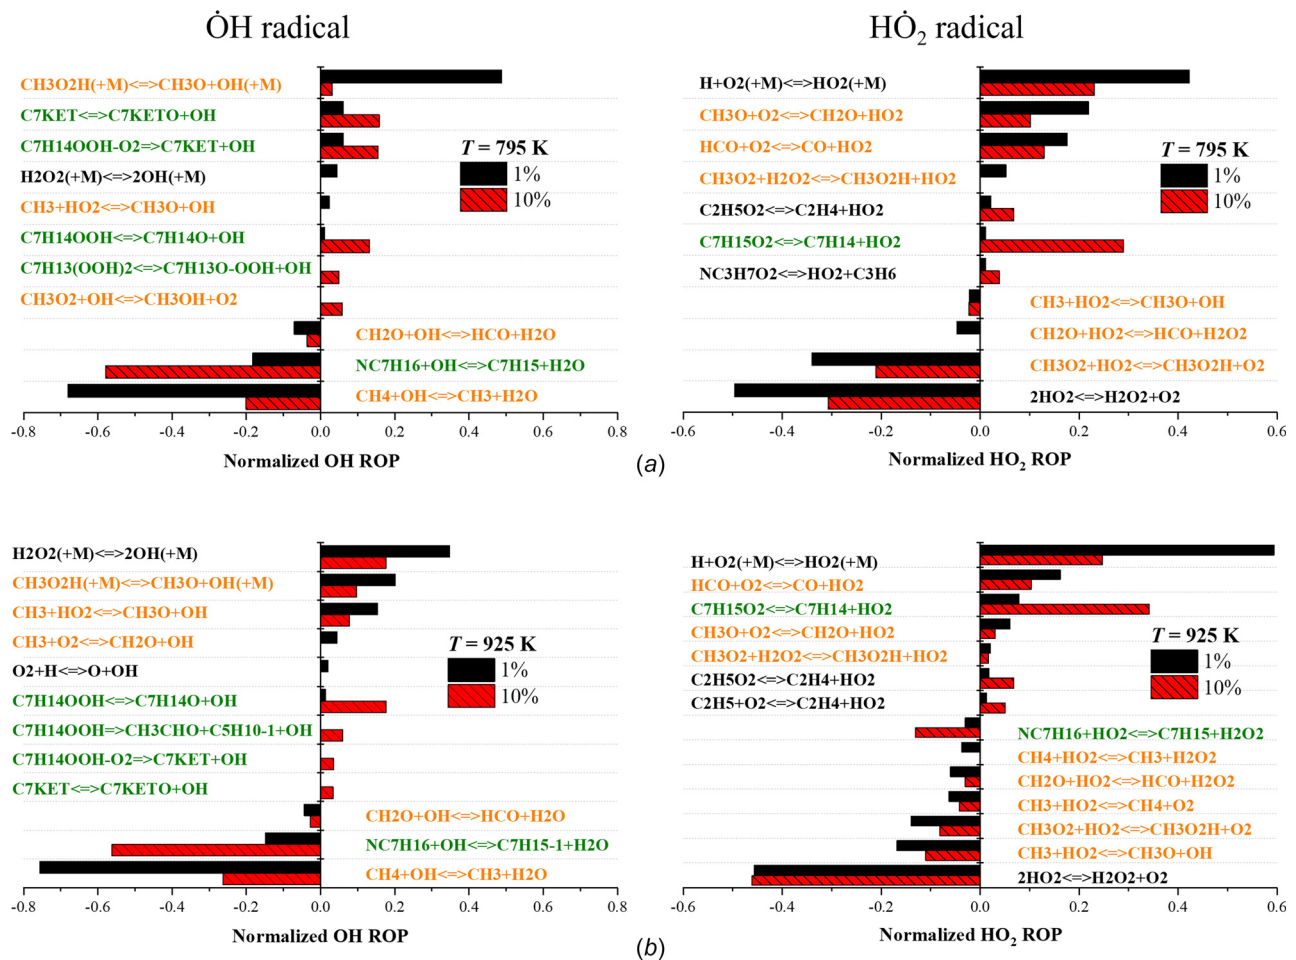 ȮH radical
HȮ₂ radical
CH3O2H(+M)<=>CH3O+OH(+M)
C7KET<=>C7KETO+OH
C7H14OOH-O2=>C7KET+OH
H2O2(+M)<=>2OH(+M)
CH3+HO2<=>CH3O+OH
C7H14OOH<=>C7H14O+OH
C7H13(OOH)2<=>C7H13O-OOH+OH
CH3O2+OH<=>CH3OH+O2
CH2O+OH<=>HCO+H2O
NC7H16+OH<=>C7H15+H2O
CH4+OH<=>CH3+H2O
T = 795 K
1%
10%
-0.8 -0.6 -0.4 -0.2 0.0 0.2 0.4 0.6 0.8
Normalized OH ROP
H+O2(+M)<=>HO2(+M)
CH3O+O2<=>CH2O+HO2
HCO+O2<=>CO+HO2
CH3O2+H2O2<=>CH3O2H+HO2
C2H5O2<=>C2H4+HO2
C7H15O2<=>C7H14+HO2
NC3H7O2<=>HO2+C3H6
CH3+HO2<=>CH3O+OH
CH2O+HO2<=>HCO+H2O2
CH3O2+HO2<=>CH3O2H+O2
2HO2<=>H2O2+O2
T = 795 K
1%
10%
-0.6 -0.4 -0.2 0.0 0.2 0.4 0.6
Normalized HO₂ ROP
(a)
H2O2(+M)<=>2OH(+M)
CH3O2H(+M)<=>CH3O+OH(+M)
CH3+HO2<=>CH3O+OH
CH3+O2<=>CH2O+OH
O2+H<=>O+OH
C7H14OOH<=>C7H14O+OH
C7H14OOH=>CH3CHO+C5H10-1+OH
C7H14OOH-O2=>C7KET+OH
C7KET<=>C7KETO+OH
CH2O+OH<=>HCO+H2O
NC7H16+OH<=>C7H15-1+H2O
CH4+OH<=>CH3+H2O
T = 925 K
1%
10%
-0.8 -0.6 -0.4 -0.2 0.0 0.2 0.4 0.6 0.8
Normalized OH ROP
H+O2(+M)<=>HO2(+M)
HCO+O2<=>CO+HO2
C7H15O2<=>C7H14+HO2
CH3O+O2<=>CH2O+HO2
CH3O2+H2O2<=>CH3O2H+HO2
C2H5O2<=>C2H4+HO2
C2H5+O2<=>C2H4+HO2
NC7H16+HO2<=>C7H15+H2O2
CH4+HO2<=>CH3+H2O2
CH2O+HO2<=>HCO+H2O2
CH3+HO2<=>CH4+O2
CH3O2+HO2<=>CH3O2H+O2
CH3+HO2<=>CH3O+OH
2HO2<=>H2O2+O2
T = 925 K
1%
10%
-0.6 -0.4 -0.2 0.0 0.2 0.4 0.6
Normalized HO₂ ROP
(b)